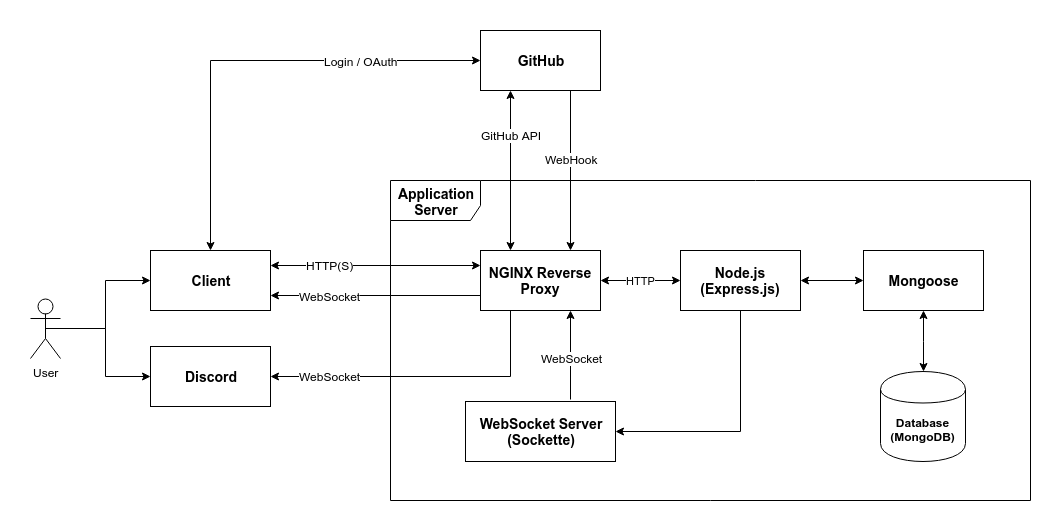 GitHub
Login / OAuth
GitHub API
WebHook
Application
Server
Client
HTTP(S)
WebSocket
NGINX Reverse
Proxy
HTTP
Node.js
(Express.js)
Mongoose
User
Discord
WebSocket
WebSocket
WebSocket Server
(Sockette)
Database
(MongoDB)